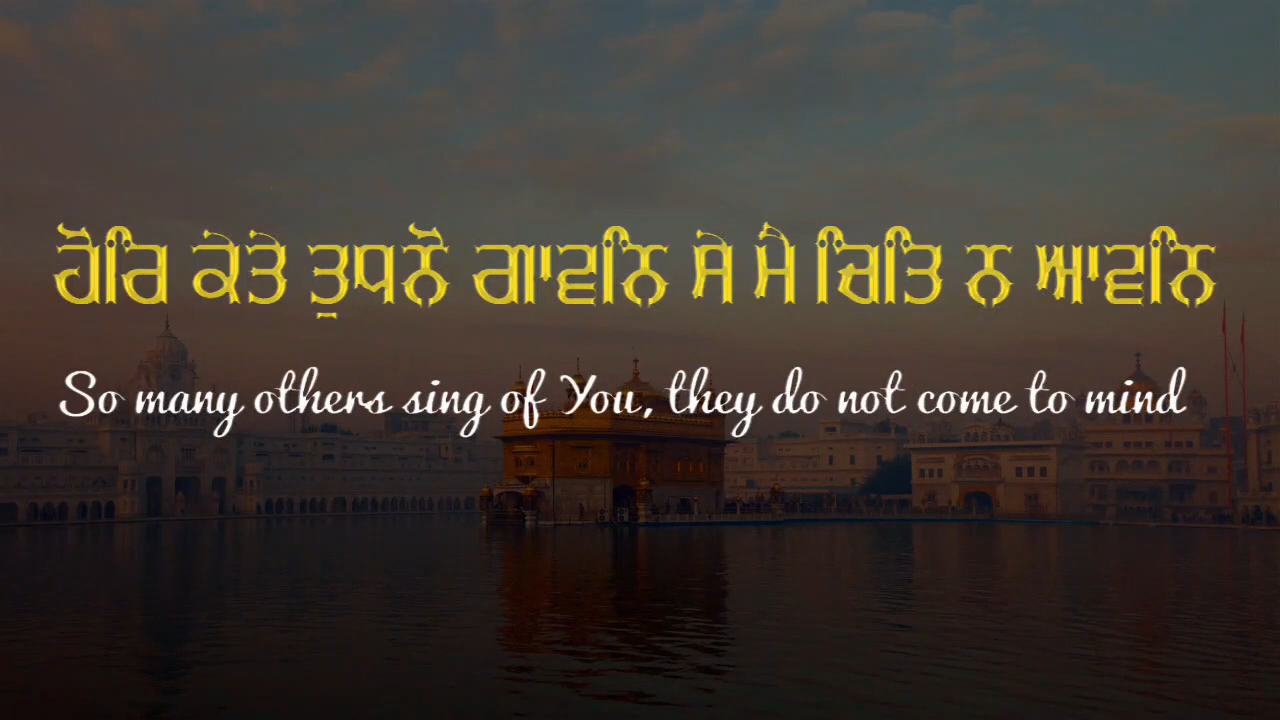 ਹੋਰਿ ਕੇਤੇ ਤੁਧਨੋ ਗਾਵਨਿ ਸੇ ਮੈ ਚਿਤਿ ਨ ਆਵਨਿ
So many others sing of You, they do not come to mind